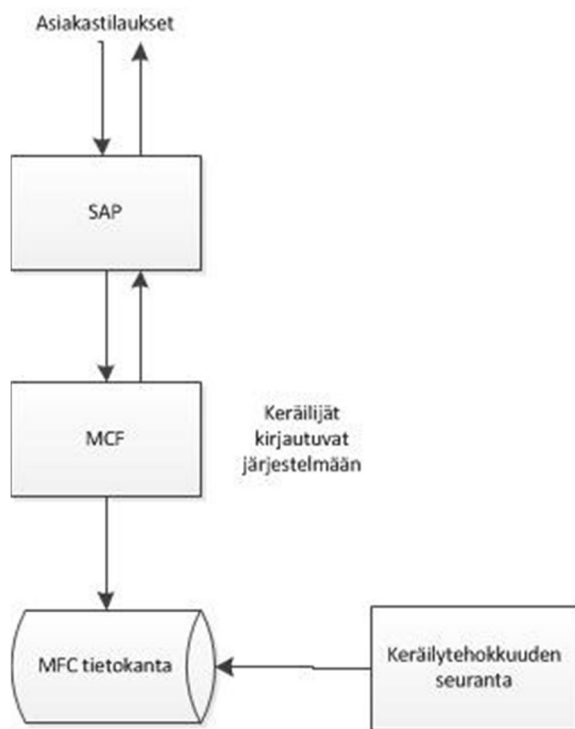 Asiakastilaukset
SAP
MCF
Keräilijät
kirjautuvat
järjestelmään
MFC tietokanta
Keräilytehokkuuden
seuranta